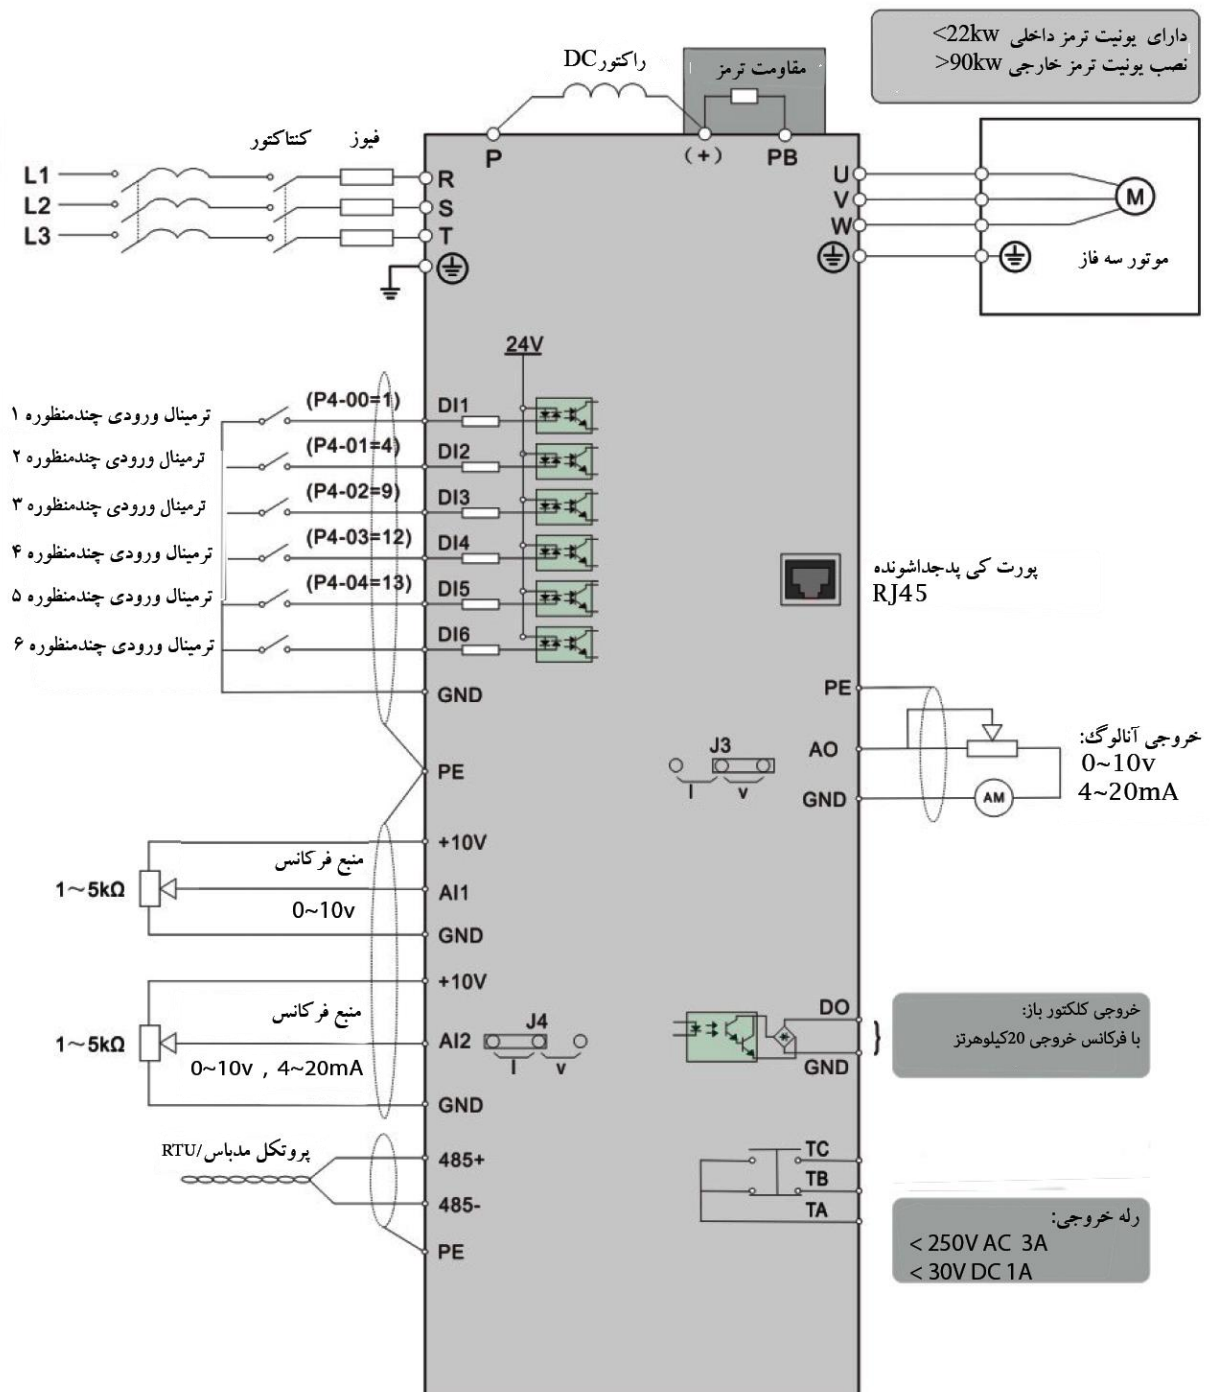 دارای یونیت ترمز داخلی <22kw
نصب یونیت ترمز خارجی >90kw
راکتورDC
مقاومت ترمز
P
(+)
PB
کنتاکتور
فیوز
L1
L2
L3
R
S
T
U
V
W
M
موتور سه فاز
24V
ترمینال ورودی چندمنظوره ۱
(P4-00=1)
DI1
ترمینال ورودی چندمنظوره ۲
(P4-01=4)
DI2
ترمینال ورودی چندمنظوره ۳
(P4-02=9)
DI3
ترمینال ورودی چندمنظوره ۴
(P4-03=12)
DI4
ترمینال ورودی چندمنظوره ۵
(P4-04=13)
DI5
ترمینال ورودی چندمنظوره ۶
DI6
GND
PE
پورت کی پدجداشونده
RJ45
PE
AO
GND
J3
I
v
AM
خروجی آنالوگ:
0~10v
4~20mA
+10V
منبع فرکانس
1~5kΩ
AI1
0~10v
GND
+10V
منبع فرکانس
1~5kΩ
AI2
0~10v , 4~20mA
GND
J4
I
v
DO
GND
خروجی کلکتور باز:
با فرکانس خروجی 20کیلوهرتز
پروتکل مدباس/RTU
485+
485-
PE
TC
TB
TA
رله خروجی:
< 250V AC 3A
< 30V DC 1A